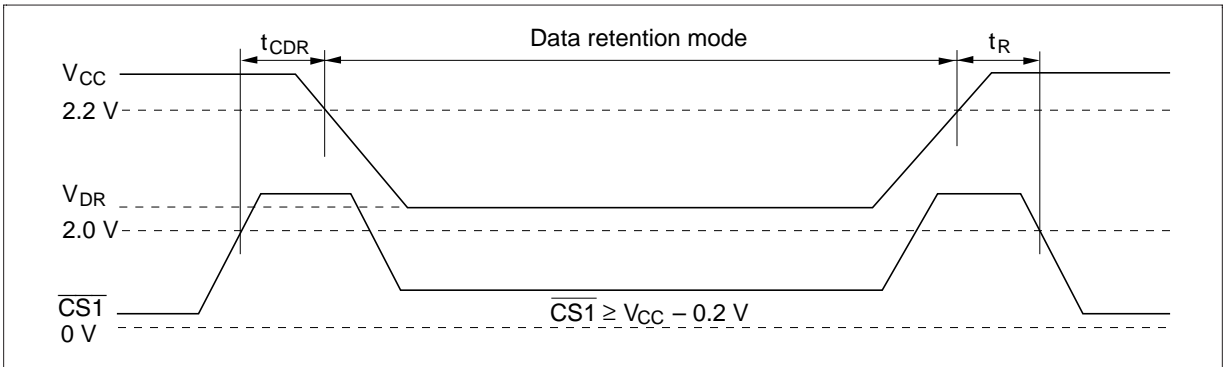 tCDR
Data retention mode
tR
VCC
2.2 V
VDR
2.0 V
CS1
CS1 ≥ VCC – 0.2 V
0 V